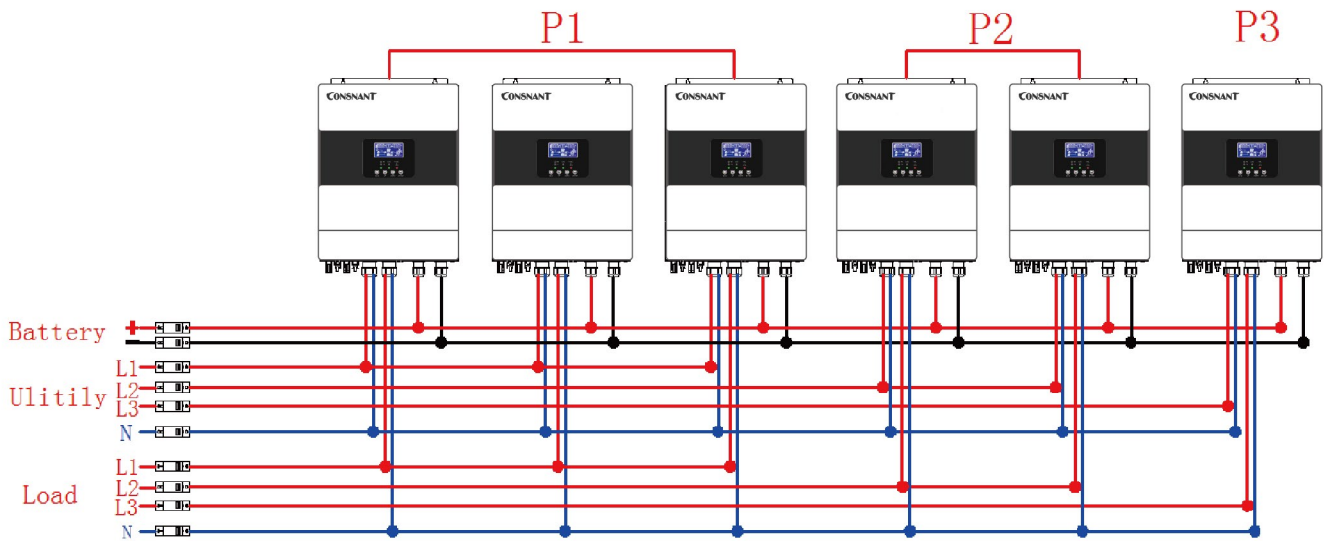 P1 P2 P3
CONSNANT CONSNANT CONSNANT CONSNANT CONSNANT CONSNANT
Battery +
-
L1
Ulitily L2
L3
N
L1
Load L2
L3
N